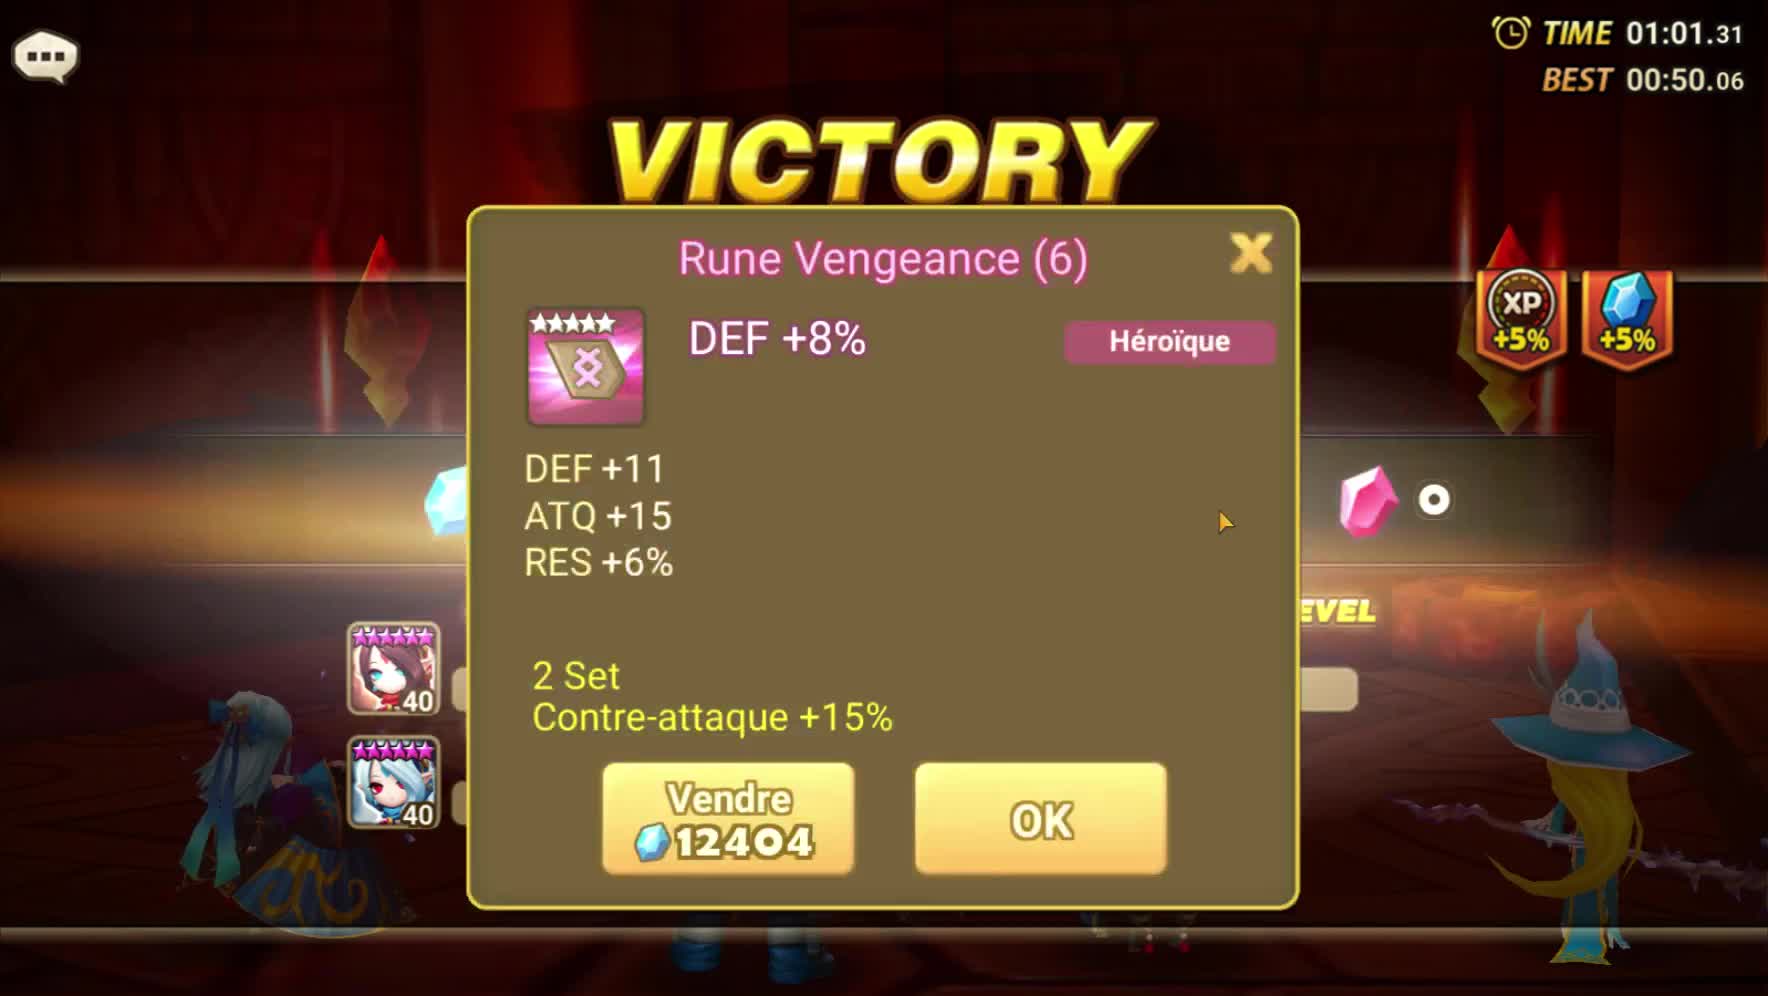 TIME 01:01.31
BEST 00:50.06
VICTORY
Rune Vengeance (6)
DEF +8%
Héroïque
XP
+5%
+5%
DEF +11
ATQ +15
RES +6%
EVEL
2 Set
Contre-attaque +15%
40
40
Vendre
12404
OK